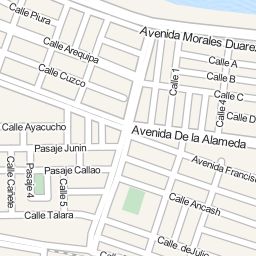 Calle Piura
Avenida Morales Duarez
Calle Arequipa
Calle A
Calle B
Calle Cuzco
Calle 1
Calle C
Calle 4
Calle D
Calle Ayacucho
Avenida De la Alameda
Pasaje Junin
Avenida Francisc
Pasaje Callao
Calle Cañete
Pasaje 4
Calle 5
Calle Ancash
Calle Talara
Calle deJulio